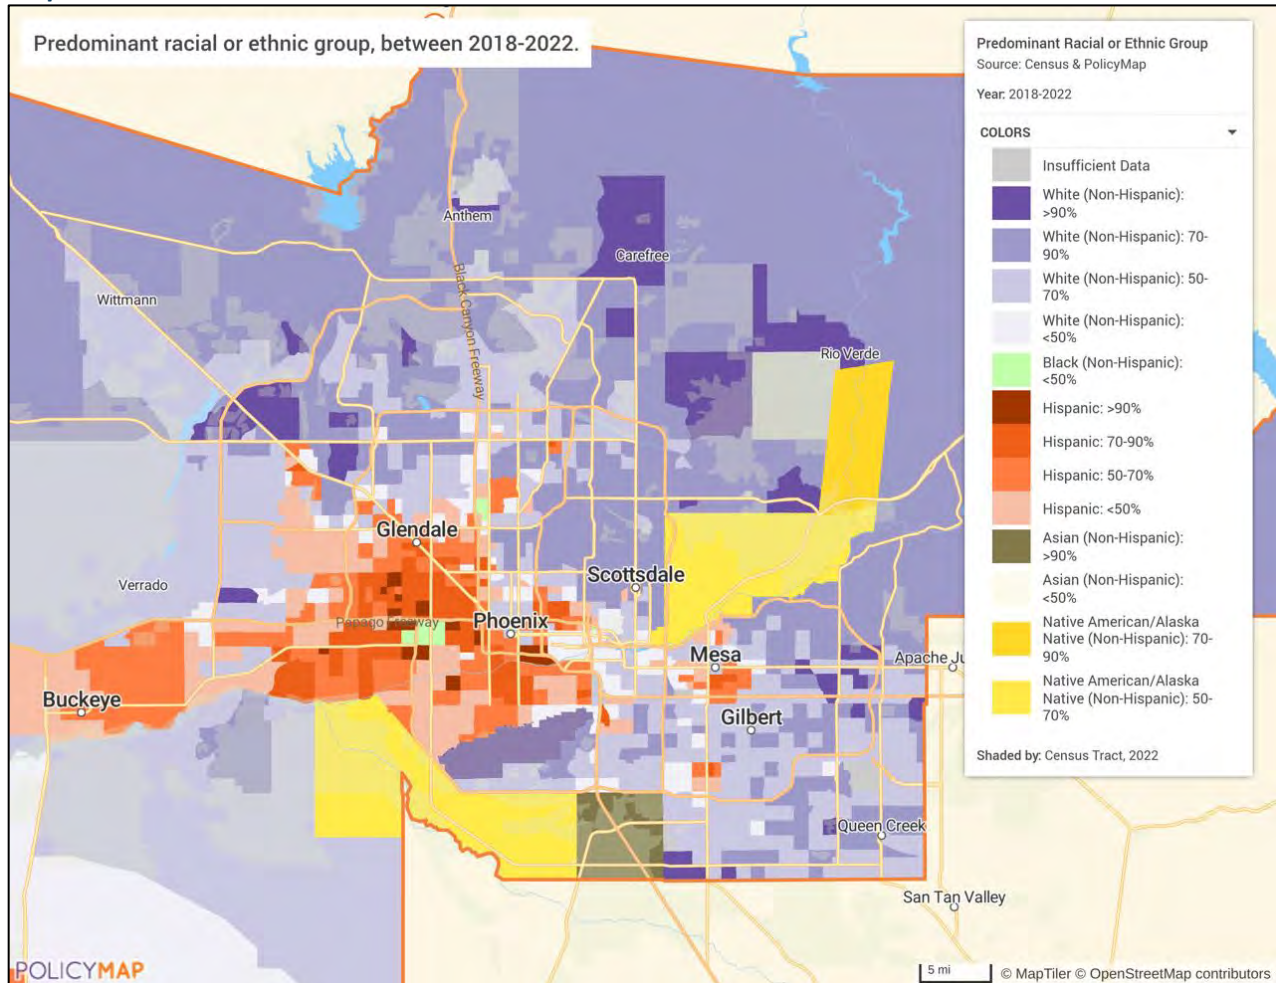 Predominant racial or ethnic group, between 2018-2022.
Predominant Racial or Ethnic Group
Source: Census & PolicyMap
Year: 2018-2022
COLORS
Insufficient Data
White (Non-Hispanic):
>90%
White (Non-Hispanic): 70-
90%
White (Non-Hispanic): 50-
70%
White (Non-Hispanic):
<50%
Black (Non-Hispanic):
<50%
Hispanic: >90%
Hispanic: 70-90%
Hispanic: 50-70%
Hispanic: <50%
Asian (Non-Hispanic):
>90%
Asian (Non-Hispanic):
<50%
Native American/Alaska
Native (Non-Hispanic): 70-
90%
Native American/Alaska
Native (Non-Hispanic): 50-
70%
Shaded by: Census Tract, 2022
Anthem
Carefree
Black Canyon Freeway
Wittmann
Rio Verde
Glendale
Scottsdale
Verrado
Papago Freeway
Phoenix
Mesa
Apache Ju
Buckeye
Gilbert
Queen Creek
San Tan Valley
POLICYMAP
5 mi
© MapTiler © OpenStreetMap contributors